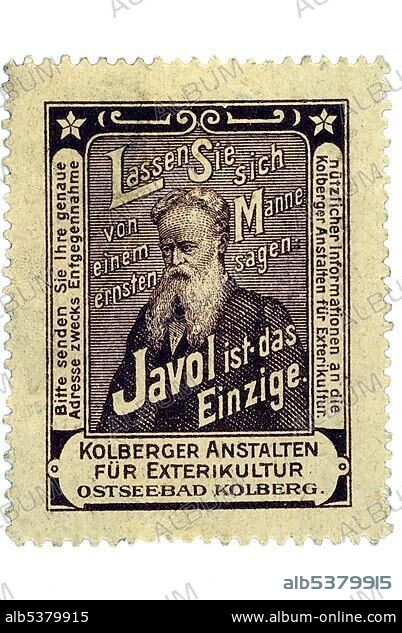 Lassen Sie sich
von Manne
einem
ernsten sagen:
Javol ist das
Einzige.
Bitte senden Sie Ihre genaue
Adresse zwecks Entgegennahme
nützlicher Informationen an die
Kolberger Anstalten für Exterikultur.
KOLBERGER ANSTALTEN
FÜR EXTERIKULTUR
OSTSEEBAD KOLBERG.
ALBUM
alb5379915
alb5379915 www.album-online.com